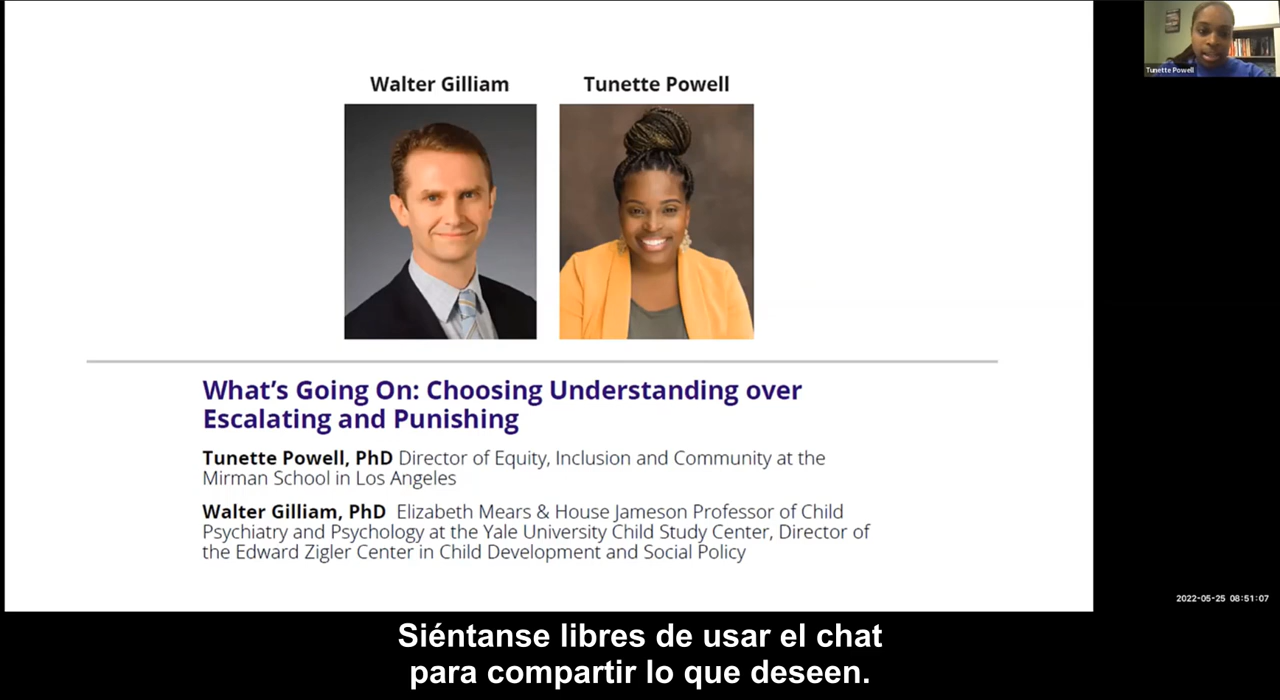 Walter Gilliam
Tunette Powell
Tunette Powell
What's Going On: Choosing Understanding over
Escalating and Punishing
Tunette Powell, PhD Director of Equity, Inclusion and Community at the
Mirman School in Los Angeles
Walter Gilliam, PhD Elizabeth Mears & House Jameson Professor of Child
Psychiatry and Psychology at the Yale University Child Study Center, Director of
the Edward Zigler Center in Child Development and Social Policy
2022-05-25 08:51:07
Siéntanse libres de usar el chat
para compartir lo que deseen.